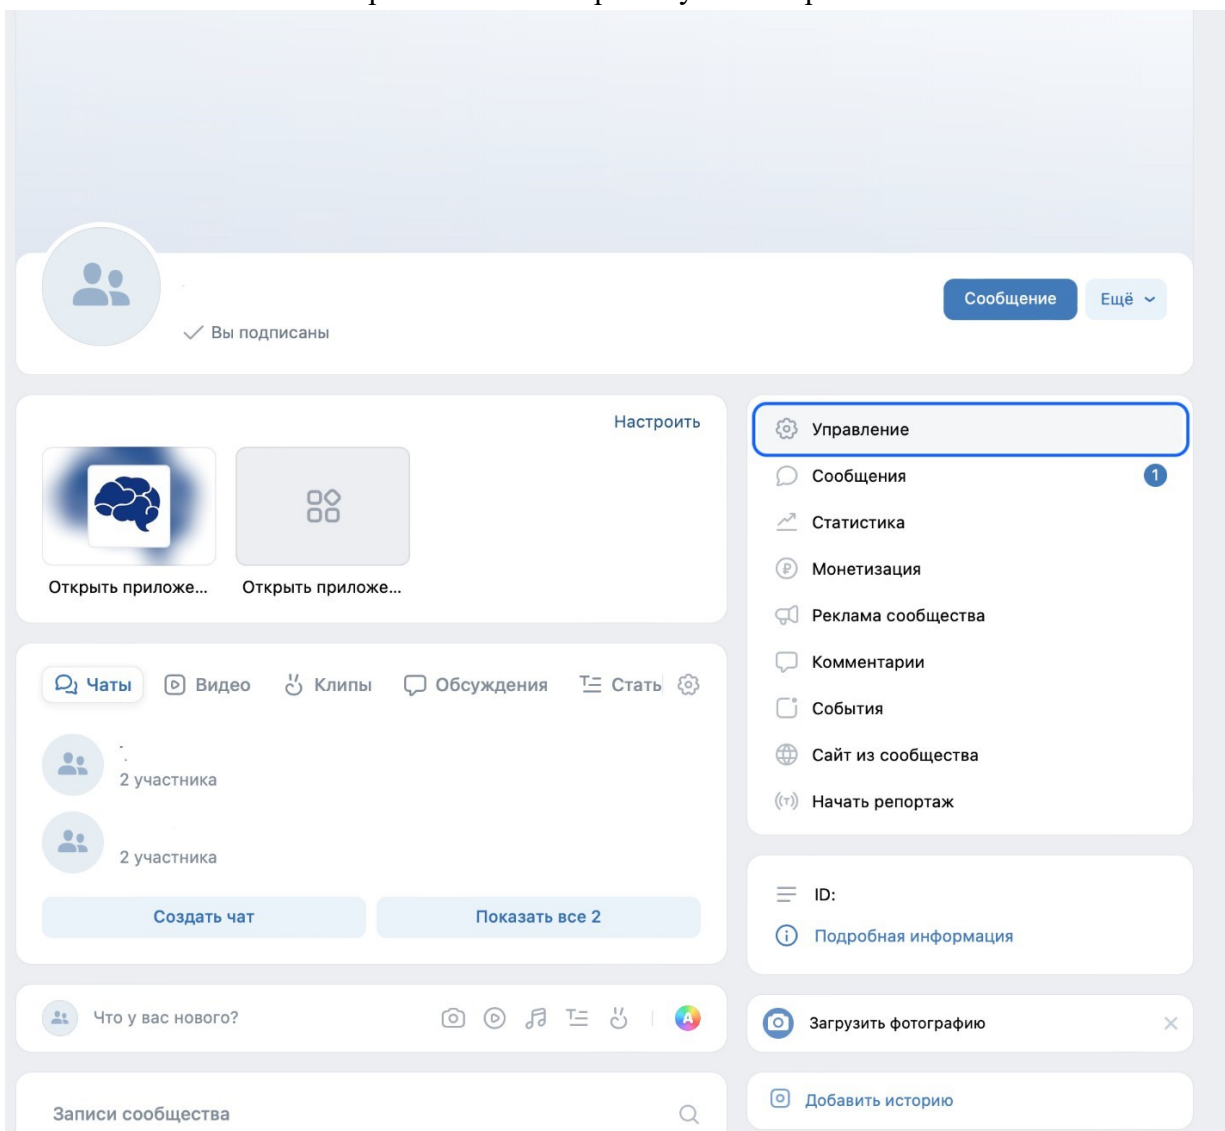 Сообщение
Ещё
Вы подписаны
Настроить
Открыть приложе...
Открыть приложе...
Управление
Сообщения
1
Статистика
Монетизация
Реклама сообщества
Комментарии
События
Сайт из сообщества
Начать репортаж
Чаты
Видео
Клипы
Обсуждения
Стать
2 участника
2 участника
Создать чат
Показать все 2
ID:
Подробная информация
Что у вас нового?
Загрузить фотографию
Записи сообщества
Добавить историю